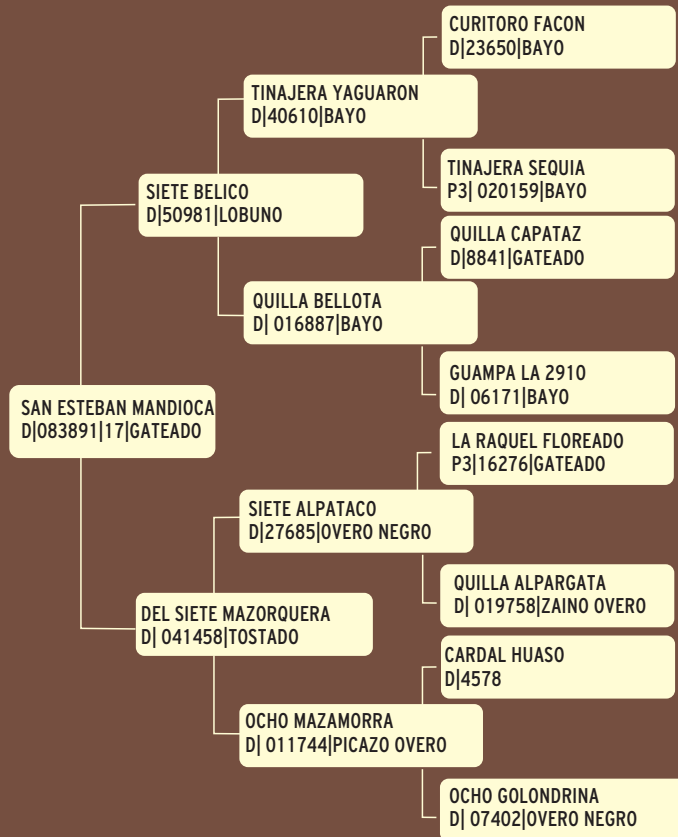 CURITORO FACON
D|23650|BAYO
TINAJERA YAGUARON
D|40610|BAYO
TINAJERA SEQUIA
P3| 020159|BAYO
SIETE BELICO
D|50981|LOBUNO
QUILLA CAPATAZ
D|8841|GATEADO
QUILLA BELLOTA
D| 016887|BAYO
GUAMPA LA 2910
D| 06171|BAYO
SAN ESTEBAN MANDIOCA
D|083891|17|GATEADO
LA RAQUEL FLOREADO
P3|16276|GATEADO
SIETE ALPATACO
D|27685|OVERO NEGRO
QUILLA ALPARGATA
D| 019758|ZAINO OVERO
DEL SIETE MAZORQUERA
D| 041458|TOSTADO
CARDAL HUASO
D|4578
OCHO MAZAMORRA
D| 011744|PICAZO OVERO
OCHO GOLONDRINA
D| 07402|OVERO NEGRO